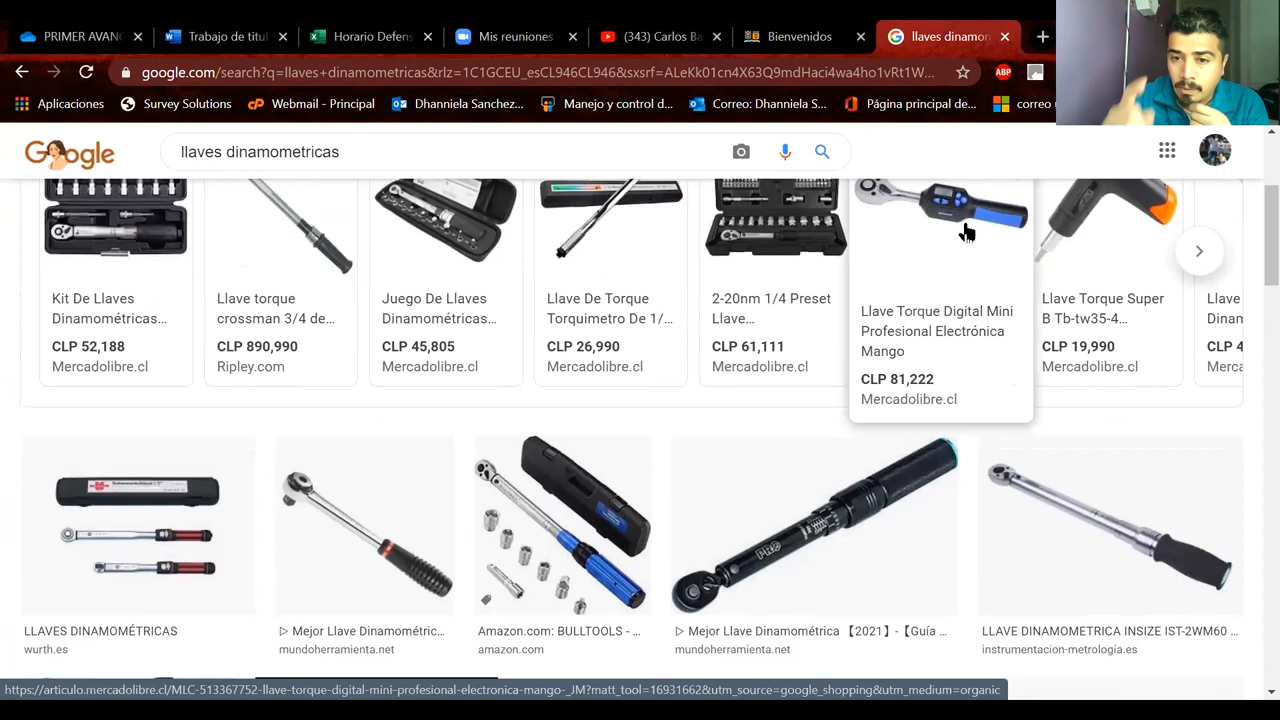 PRIMER AVANC
Trabajo de titul
Horario Defens
Mis reuniones
(343) Carlos Ba
Bienvenidos
llaves dinamom
google.com/search?q=llaves+dinamometricas&rlz=1C1GCEU_esCL946CL946&sxsrf=ALeKk01cn4X63Q9mdHaci4wa4ho1vRt1W...
ABP
Aplicaciones
Survey Solutions
Webmail - Principal
Dhanniela Sanchez...
Manejo y control d...
Correo: Dhanniela S...
Página principal de...
correo
Google
llaves dinamometricas
Kit De Llaves
Dinamométricas...
CLP 52,188
Mercadolibre.cl
Llave torque
crossman 3/4 de...
CLP 890,990
Ripley.com
Juego De Llaves
Dinamométricas...
CLP 45,805
Mercadolibre.cl
Llave De Torque
Torquimetro De 1/...
CLP 26,990
Mercadolibre.cl
2-20nm 1/4 Preset
Llave...
CLP 61,111
Mercadolibre.cl
Llave Torque Digital Mini
Profesional Electrónica
Mango
CLP 81,222
Mercadolibre.cl
Llave Torque Super
B Tb-tw35-4...
CLP 19,990
Mercadolibre.cl
Llave
Dinam
CLP 4
Merca
LLAVES DINAMOMÉTRICAS
wurth.es
▷ Mejor Llave Dinamométric...
mundoherramienta.net
Amazon.com: BULLTOOLS - ...
amazon.com
PRO
▷ Mejor Llave Dinamométrica 【2021】-【Guía ...
mundoherramienta.net
LLAVE DINAMOMETRICA INSIZE IST-2WM60 ...
instrumentacion-metrologia.es
https://articulo.mercadolibre.cl/MLC-513367752-llave-torque-digital-mini-profesional-electronica-mango-_JM?matt_tool=16931662&utm_source=google_shopping&utm_medium=organic